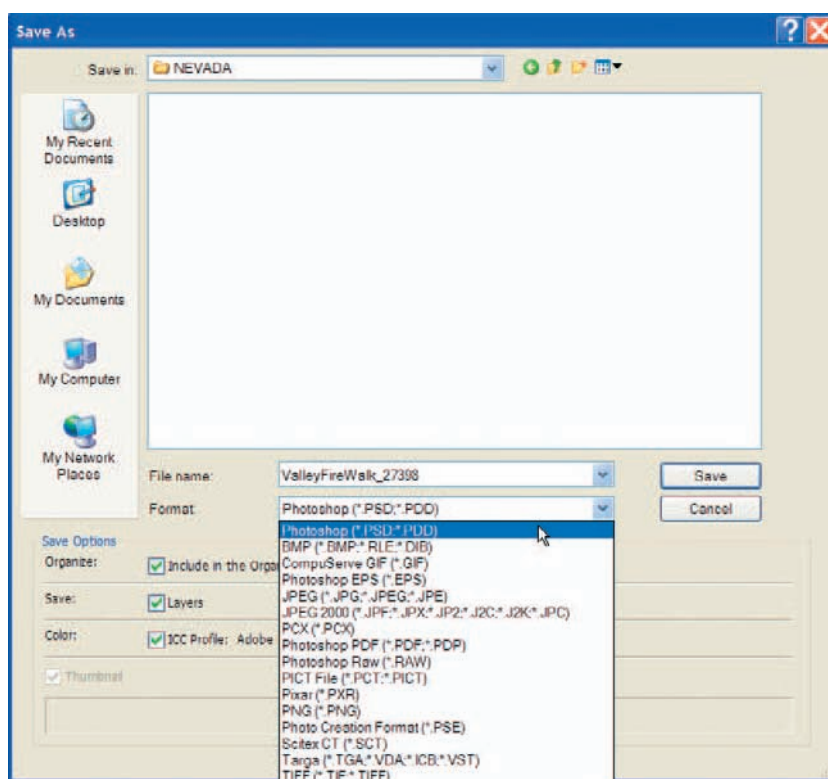 Save As
Save in: NEVADA
My Recent
Documents
Desktop
My Documents
My Computer
My Network
Places
File name: ValleyFireWalk_27398 Save
Format: Photoshop (*.PSD;*.PDD) Cancel
Photoshop (*.PSD;*.PDD)
BMP (*.BMP;*.RLE;*.DIB)
CompuServe GIF (*.GIF)
Photoshop EPS (*.EPS)
JPEG (*.JPG;*.JPEG;*.JPE)
JPEG 2000 (*.JPF;*.JPX;*.JP2;*.J2C;*.J2K;*.JPC)
PCX (*.PCX)
Photoshop PDF (*.PDF;*.PDP)
Photoshop Raw (*.RAW)
PICT File (*.PCT;*.PICT)
Pixar (*.PXR)
PNG (*.PNG)
Photo Creation Format (*.PSE)
Scitex CT (*.SCT)
Targa (*.TGA;*.VDA;*.ICB;*.VST)
TIFF (*.TIF;*.TIFF)
Save Options
Organize: Include in the Orga
Save: Layers
Color: ICC Profile: Adobe
Thumbnail